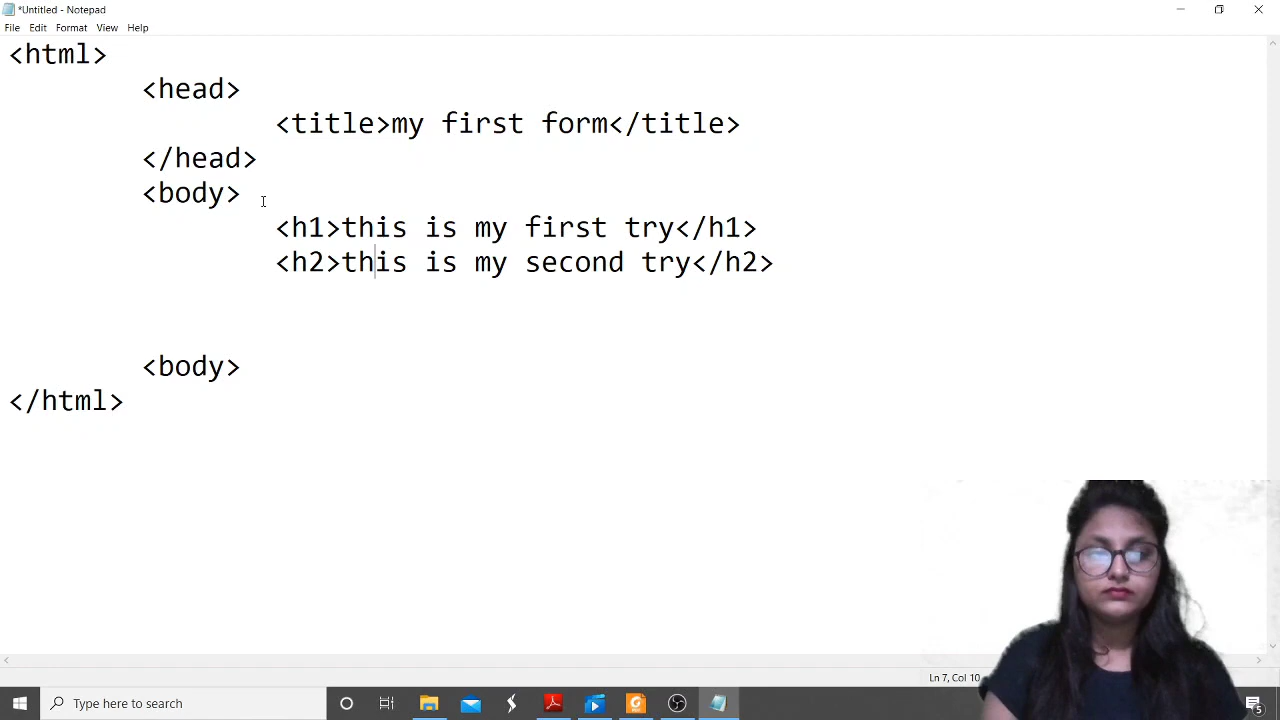 *Untitled - Notepad
File Edit Format View Help
<html>
<head>
<title>my first form</title>
</head>
<body>
<h1>this is my first try</h1>
<h2>this is my second try</h2>
<body>
</html>
Ln 7, Col 10
Type here to search
5